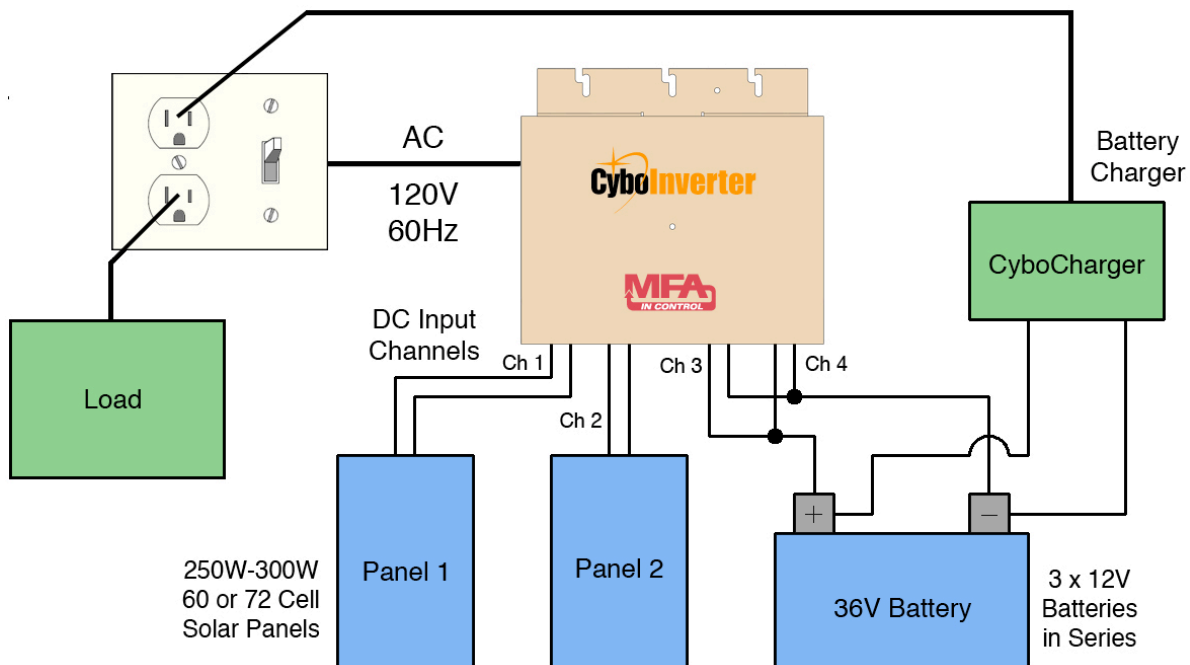 AC
120V
60Hz
CyboInverter
MFA
IN CONTROL
Battery
Charger
CyboCharger
DC Input
Channels
Ch 1
Ch 2
Ch 3
Ch 4
Load
250W-300W
60 or 72 Cell
Solar Panels
Panel 1
Panel 2
+
−
36V Battery
3 x 12V
Batteries
in Series